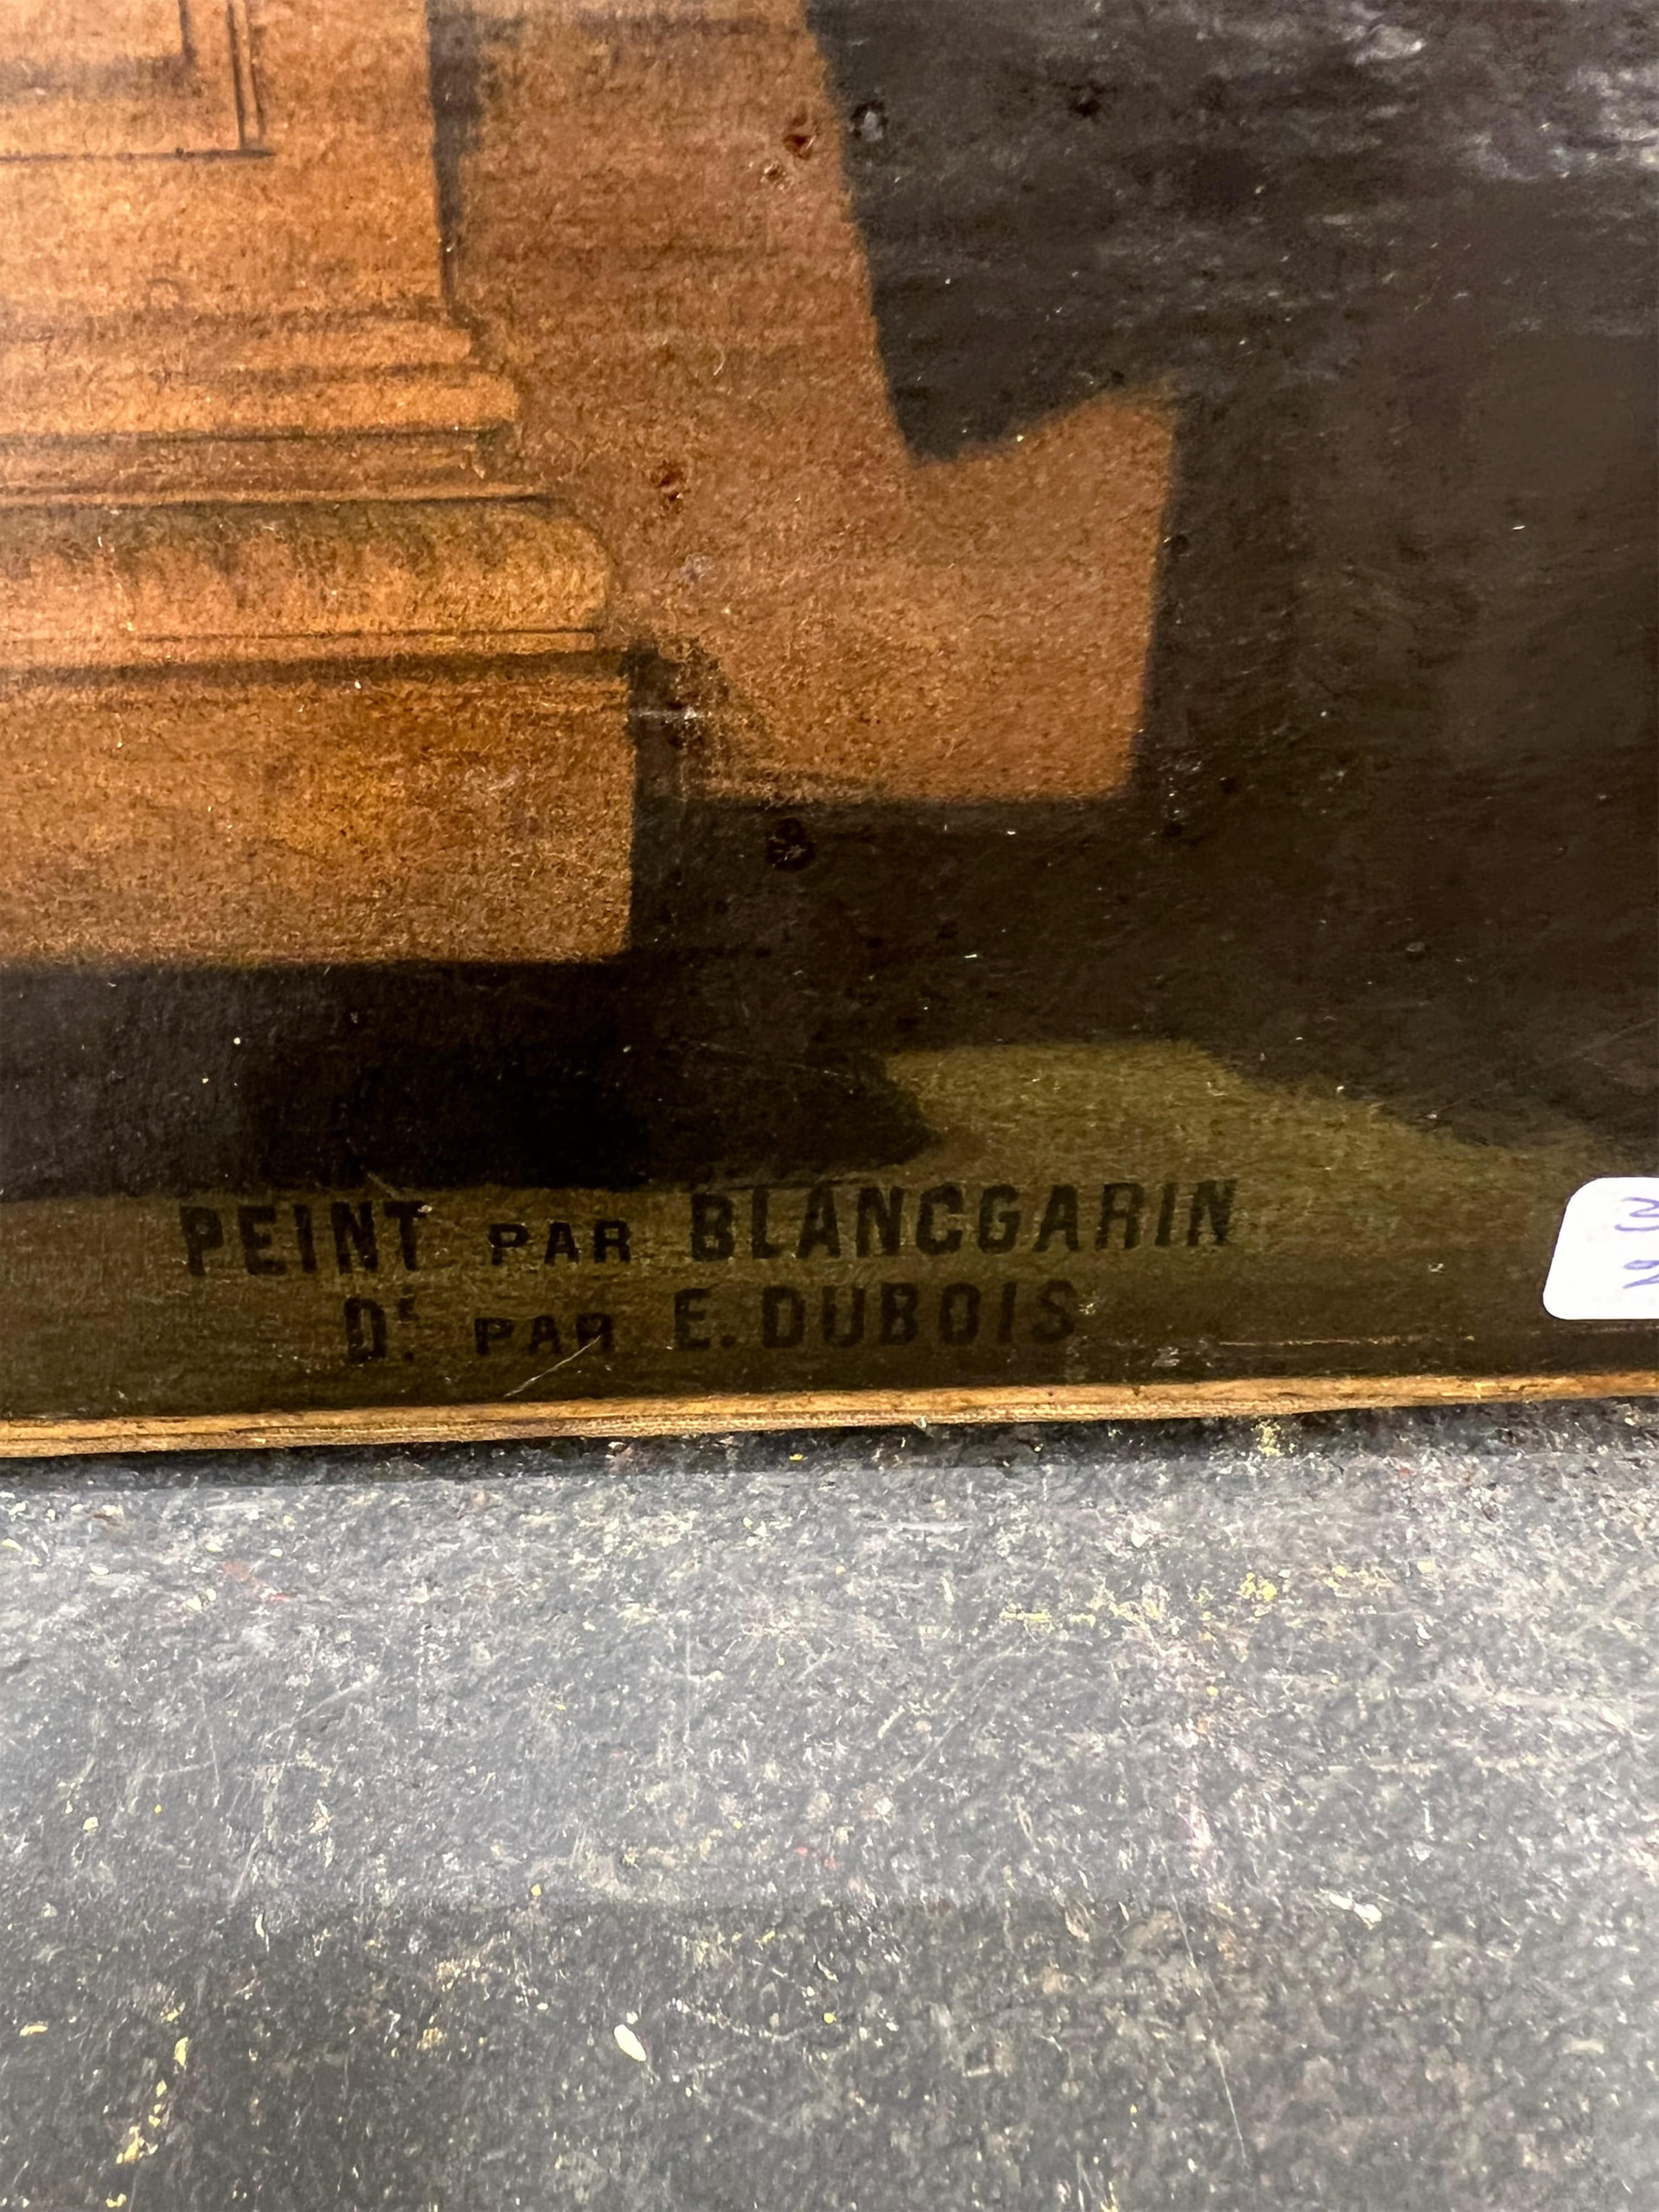 PEINT PAR BLANCGARIN
Dᵗ. PAR E. DUBOIS